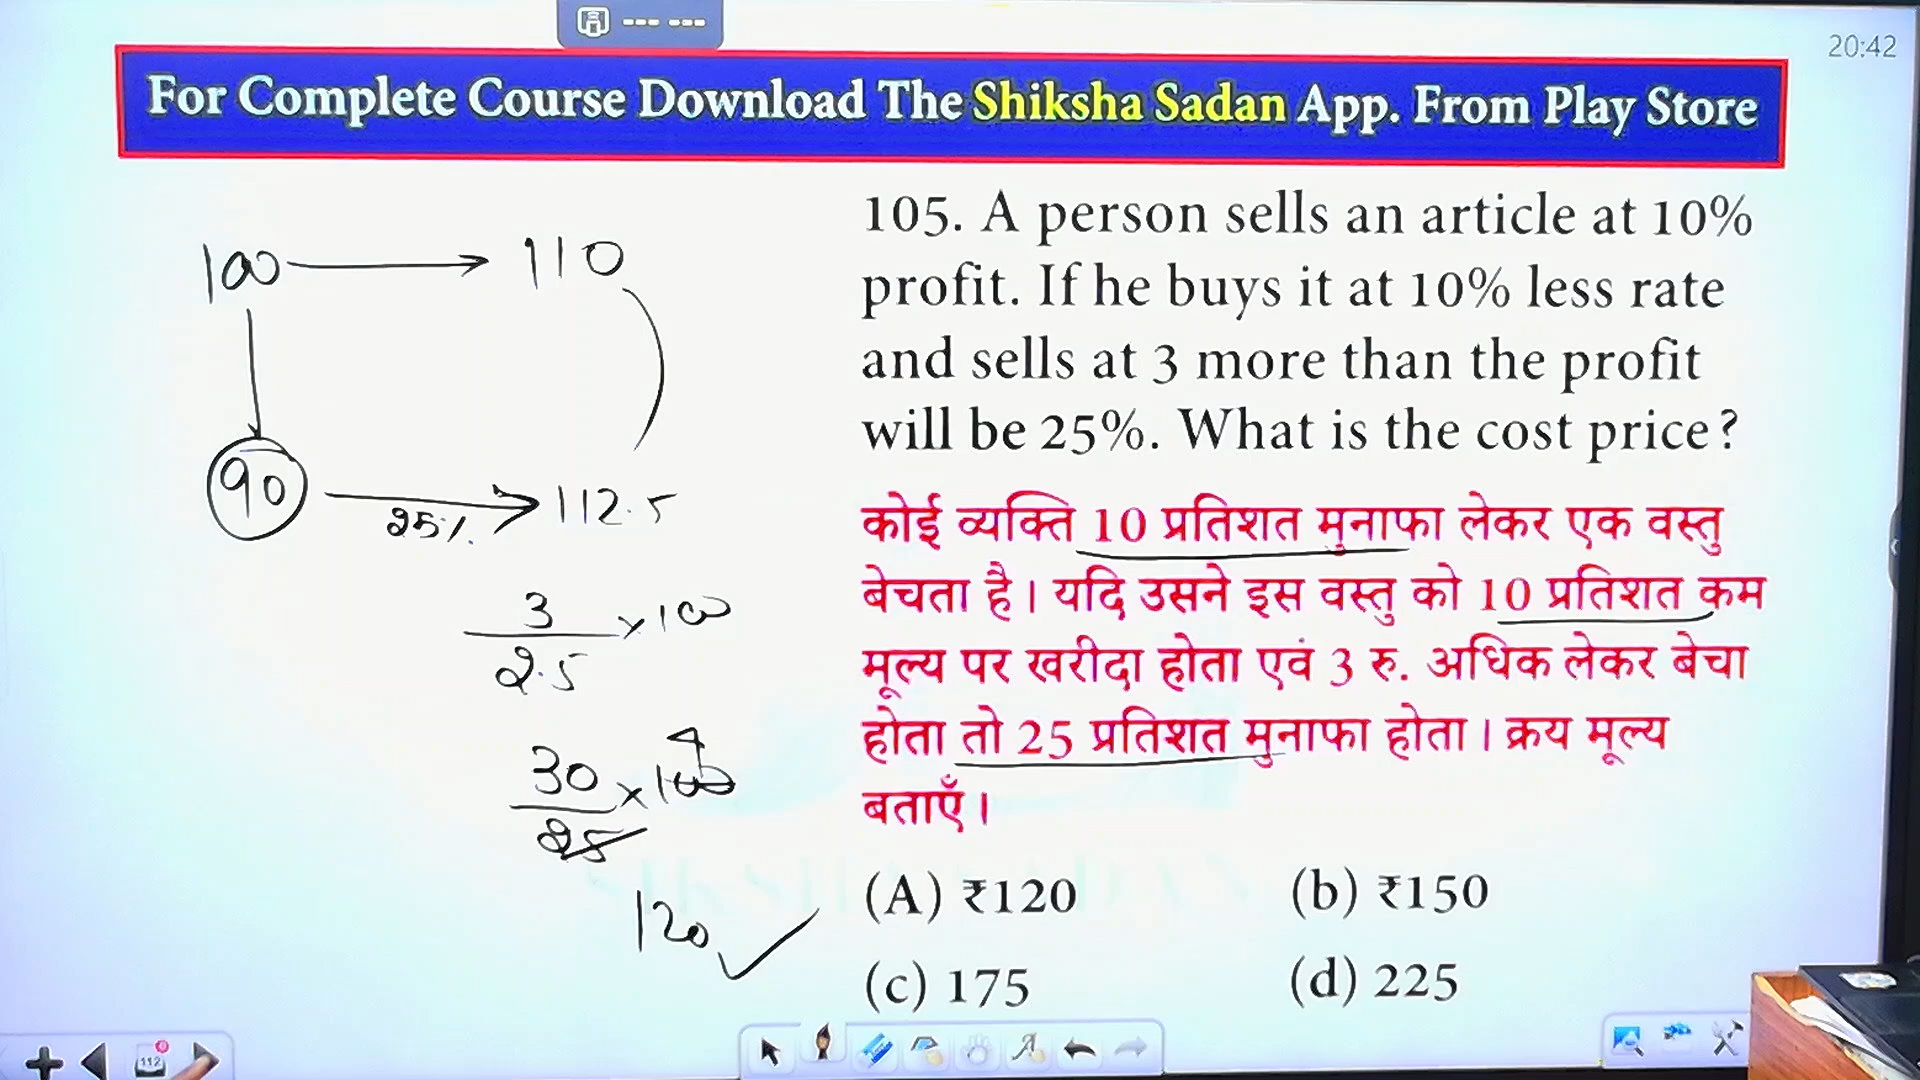 20:42
For Complete Course Download The Shiksha Sadan App. From Play Store
105. A person sells an article at 10%
profit. If he buys it at 10% less rate
and sells at 3 more than the profit
will be 25%. What is the cost price?
कोई व्यक्ति 10 प्रतिशत मुनाफा लेकर एक वस्तु
बेचता है। यदि उसने इस वस्तु को 10 प्रतिशत कम
मूल्य पर खरीदा होता एवं 3 रु. अधिक लेकर बेचा
होता तो 25 प्रतिशत मुनाफा होता। क्रय मूल्य
बताएँ।
(A) ₹120 (b) ₹150
(c) 175 (d) 225
100 → 110
90 25% → 112.5
3
2.5 × 100
4
30 × 100
25
120 ✓
112